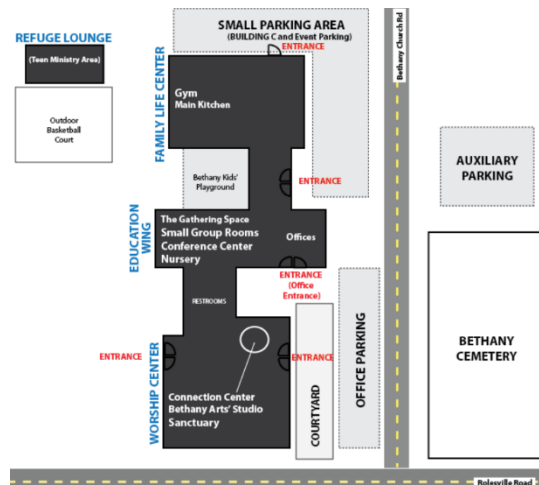 SMALL PARKING AREA
(BUILDING C and Event Parking)
ENTRANCE
Bethany Church Rd
REFUGE LOUNGE
(Teen Ministry Area)
Outdoor
Basketball
Court
FAMILY LIFE CENTER
Gym
Main Kitchen
Bethany Kids'
Playground
ENTRANCE
AUXILIARY
PARKING
EDUCATION
WING
The Gathering Space
Small Group Rooms
Conference Center
Nursery
Offices
ENTRANCE
(Office
Entrance)
RESTROOMS
WORSHIP CENTER
ENTRANCE
ENTRANCE
Connection Center
Bethany Arts' Studio
Sanctuary
COURTYARD
OFFICE PARKING
BETHANY
CEMETERY
Rolesville Road